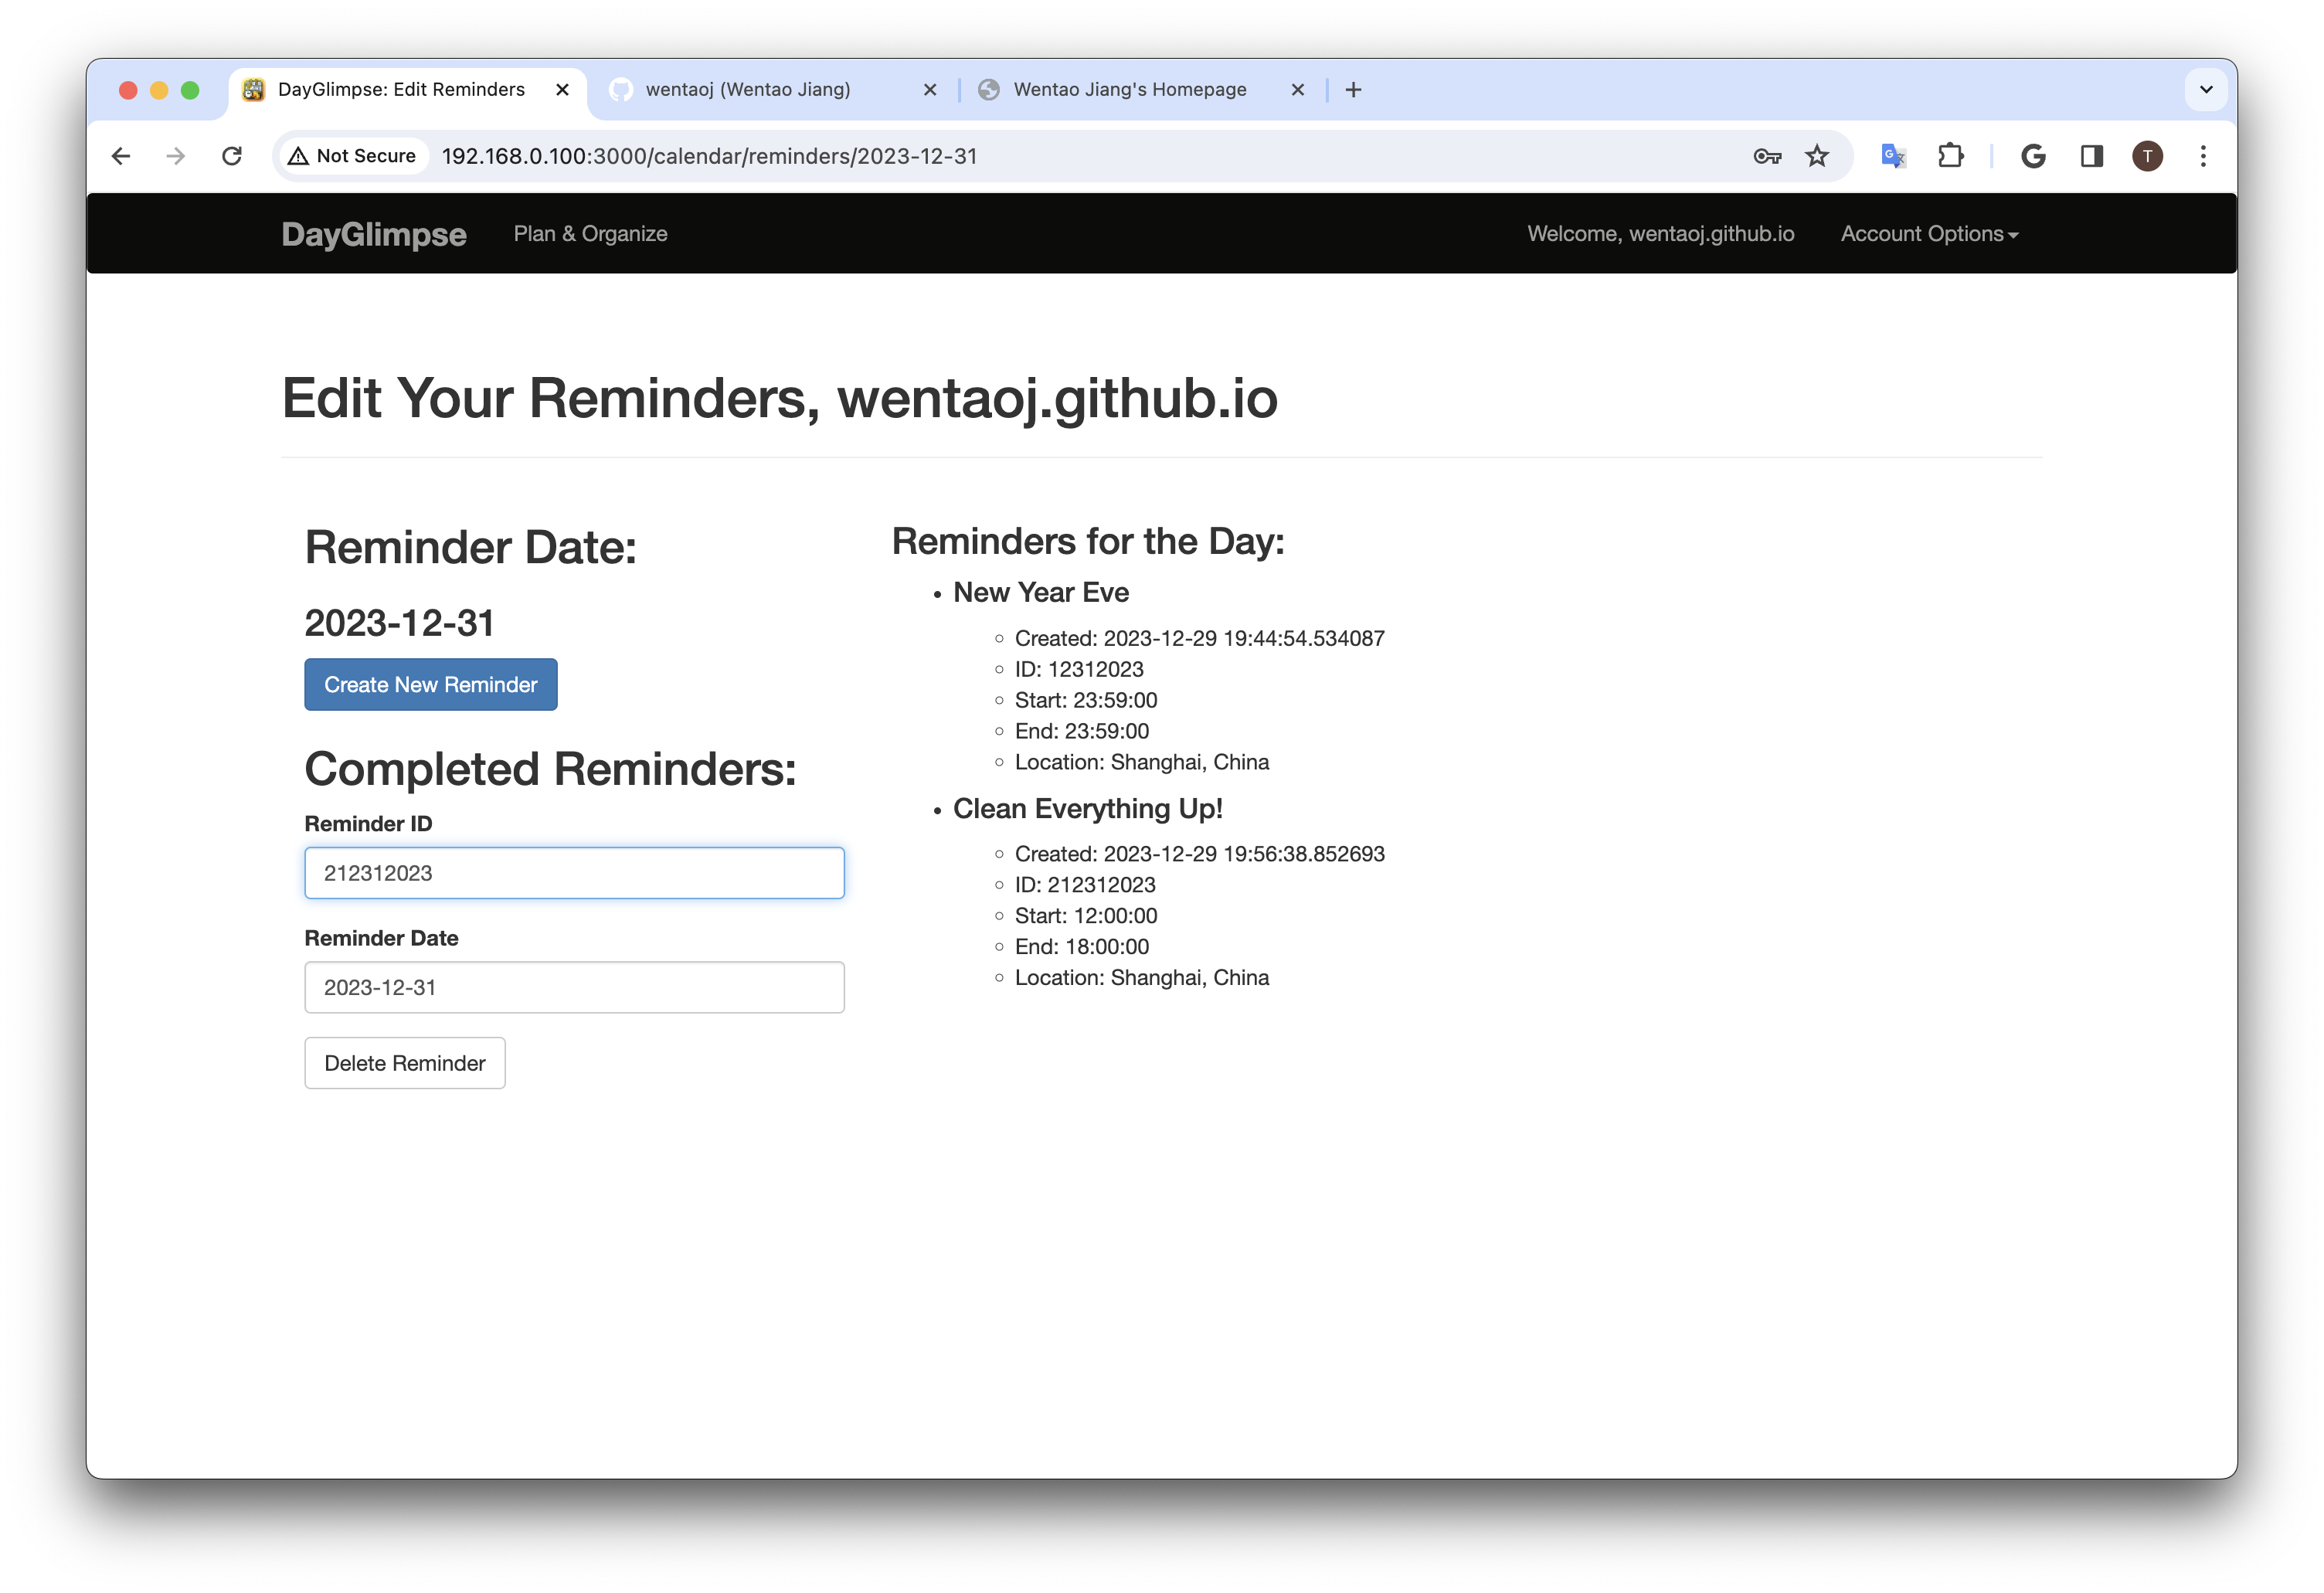 DayGlimpse: Edit Reminders
wentaoj (Wentao Jiang)
Wentao Jiang's Homepage
Not Secure
192.168.0.100:3000/calendar/reminders/2023-12-31
T
DayGlimpse
Plan & Organize
Welcome, wentaoj.github.io
Account Options
Edit Your Reminders, wentaoj.github.io
Reminder Date:
2023-12-31
Create New Reminder
Completed Reminders:
Reminder ID
212312023
Reminder Date
2023-12-31
Delete Reminder
Reminders for the Day:
• New Year Eve
◦ Created: 2023-12-29 19:44:54.534087
◦ ID: 12312023
◦ Start: 23:59:00
◦ End: 23:59:00
◦ Location: Shanghai, China
• Clean Everything Up!
◦ Created: 2023-12-29 19:56:38.852693
◦ ID: 212312023
◦ Start: 12:00:00
◦ End: 18:00:00
◦ Location: Shanghai, China